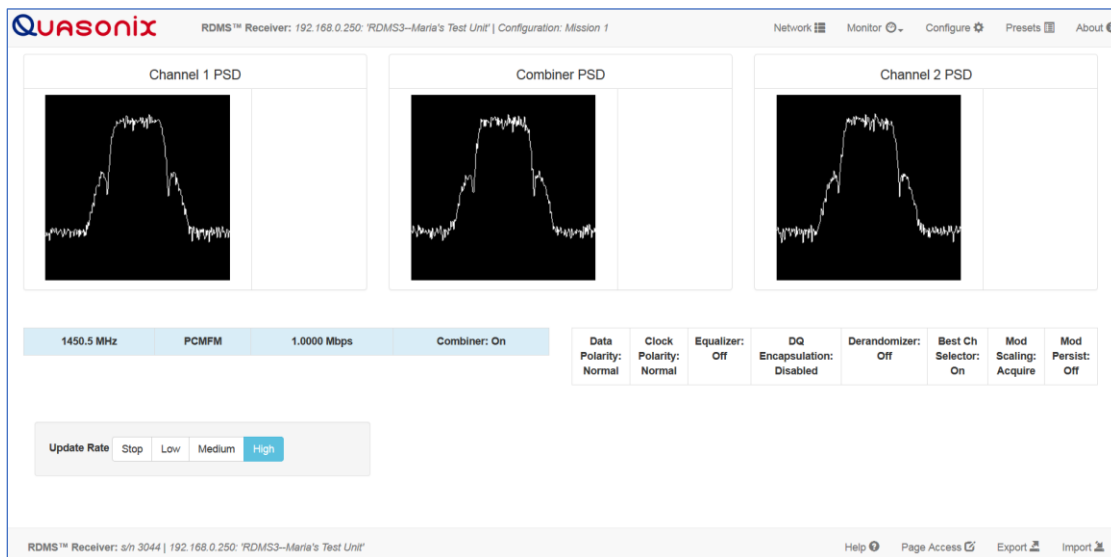 Quasonix
RDMS™ Receiver: 192.168.0.250: 'RDMS3--Maria's Test Unit' | Configuration: Mission 1
Network
Monitor
Configure
Presets
About
Channel 1 PSD
Combiner PSD
Channel 2 PSD
1450.5 MHz
PCMFM
1.0000 Mbps
Combiner: On
Data
Polarity:
Normal
Clock
Polarity:
Normal
Equalizer:
Off
DQ
Encapsulation:
Disabled
Derandomizer:
Off
Best Ch
Selector:
On
Mod
Scaling:
Acquire
Mod
Persist:
Off
Update Rate
Stop
Low
Medium
High
RDMS™ Receiver: s/n 3044 | 192.168.0.250: 'RDMS3--Maria's Test Unit'
Help
Page Access
Export
Import